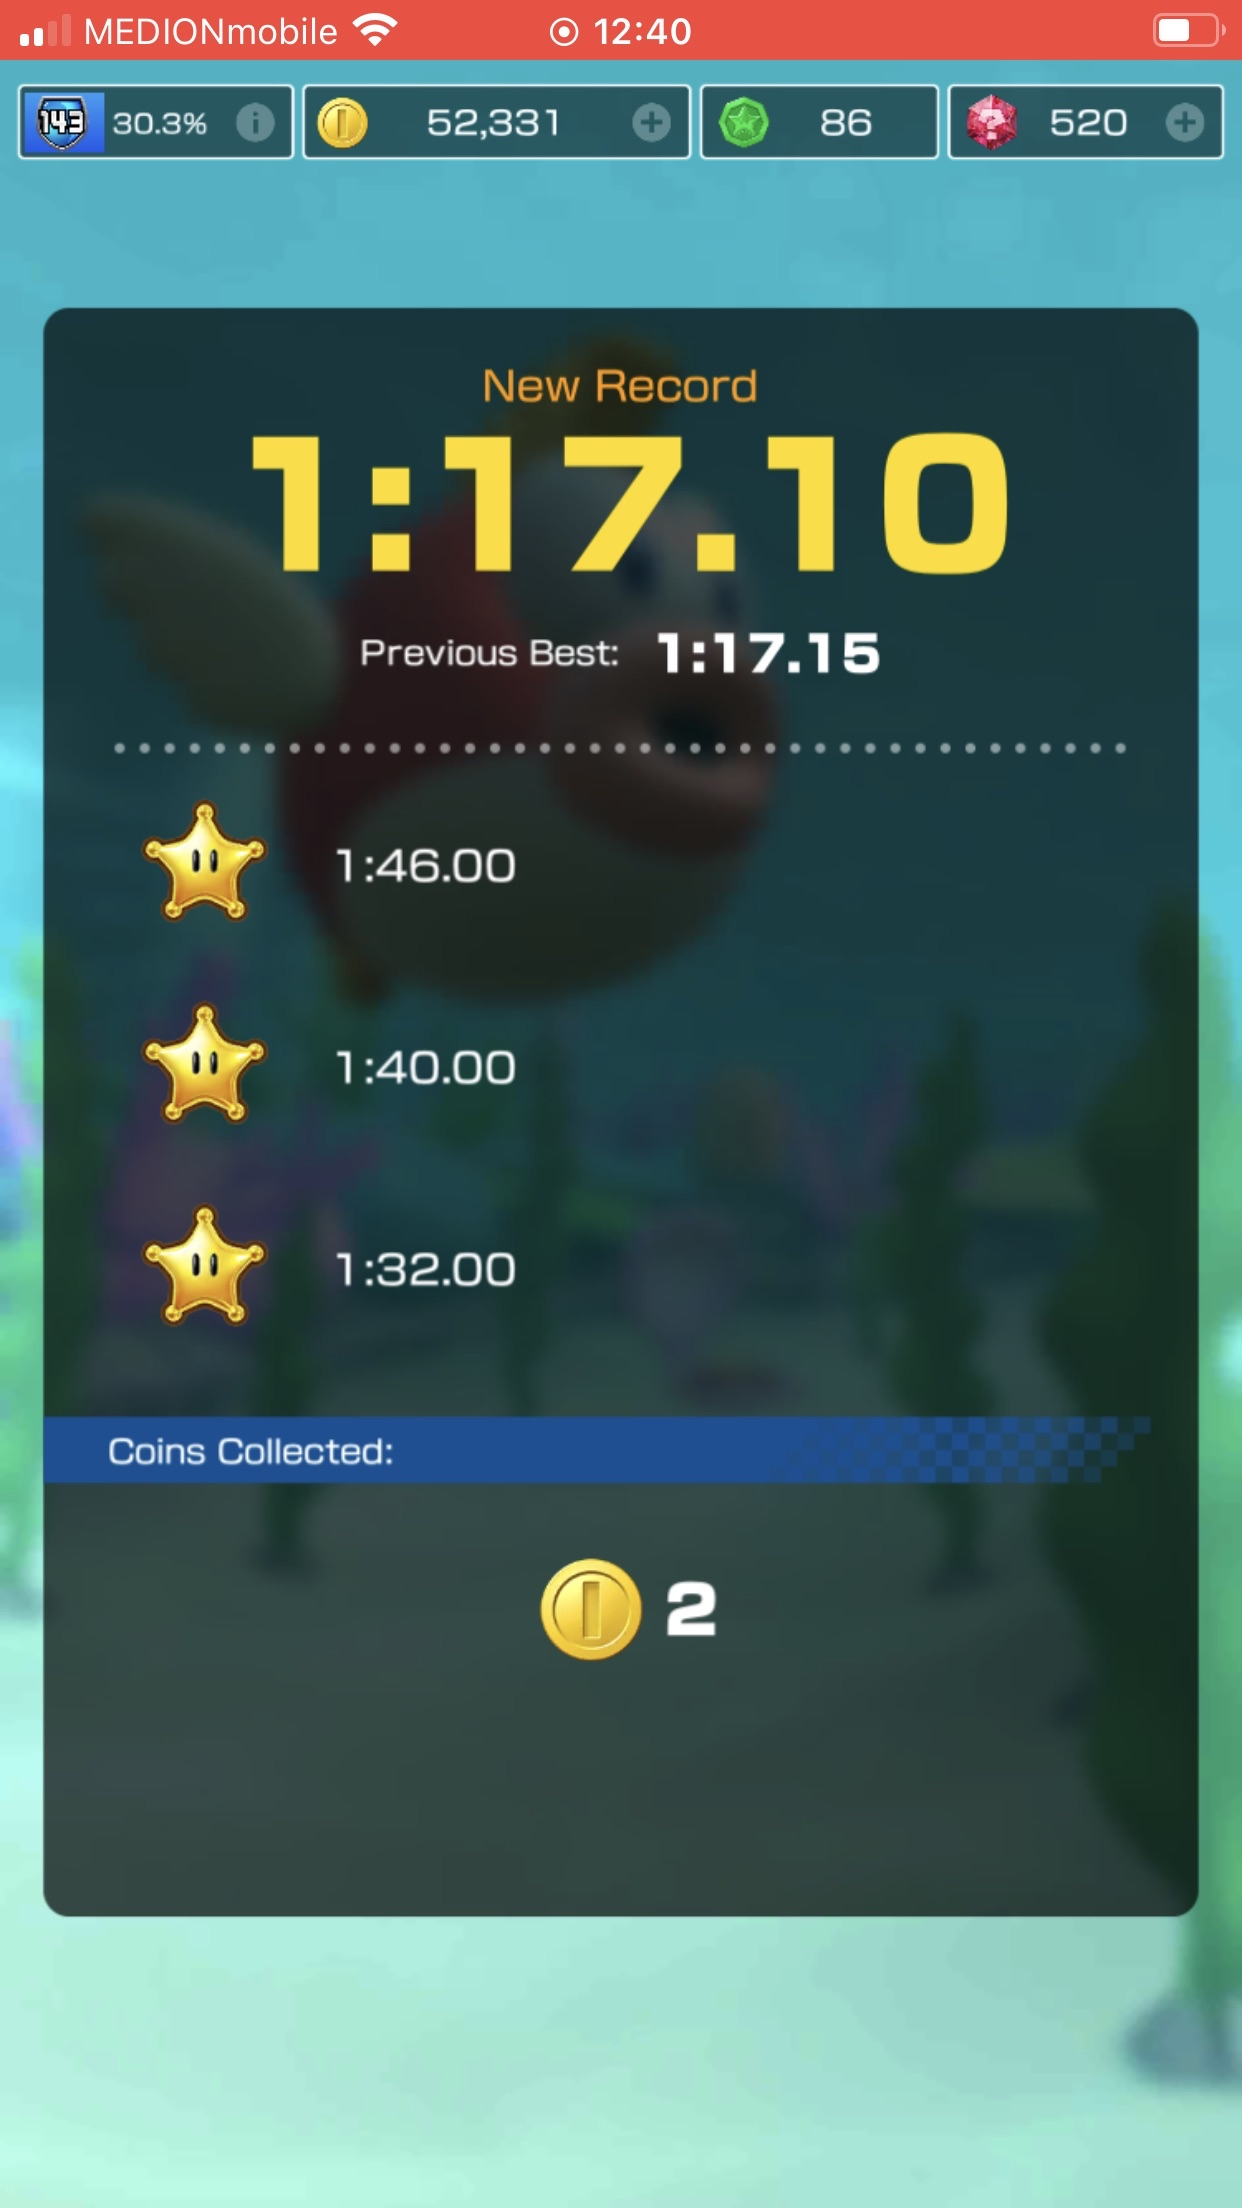 MEDIONmobile 12:40
143 30.3% i 52,331 + 86 520 +
New Record
1:17.10
Previous Best: 1:17.15
1:46.00
1:40.00
1:32.00
Coins Collected:
2